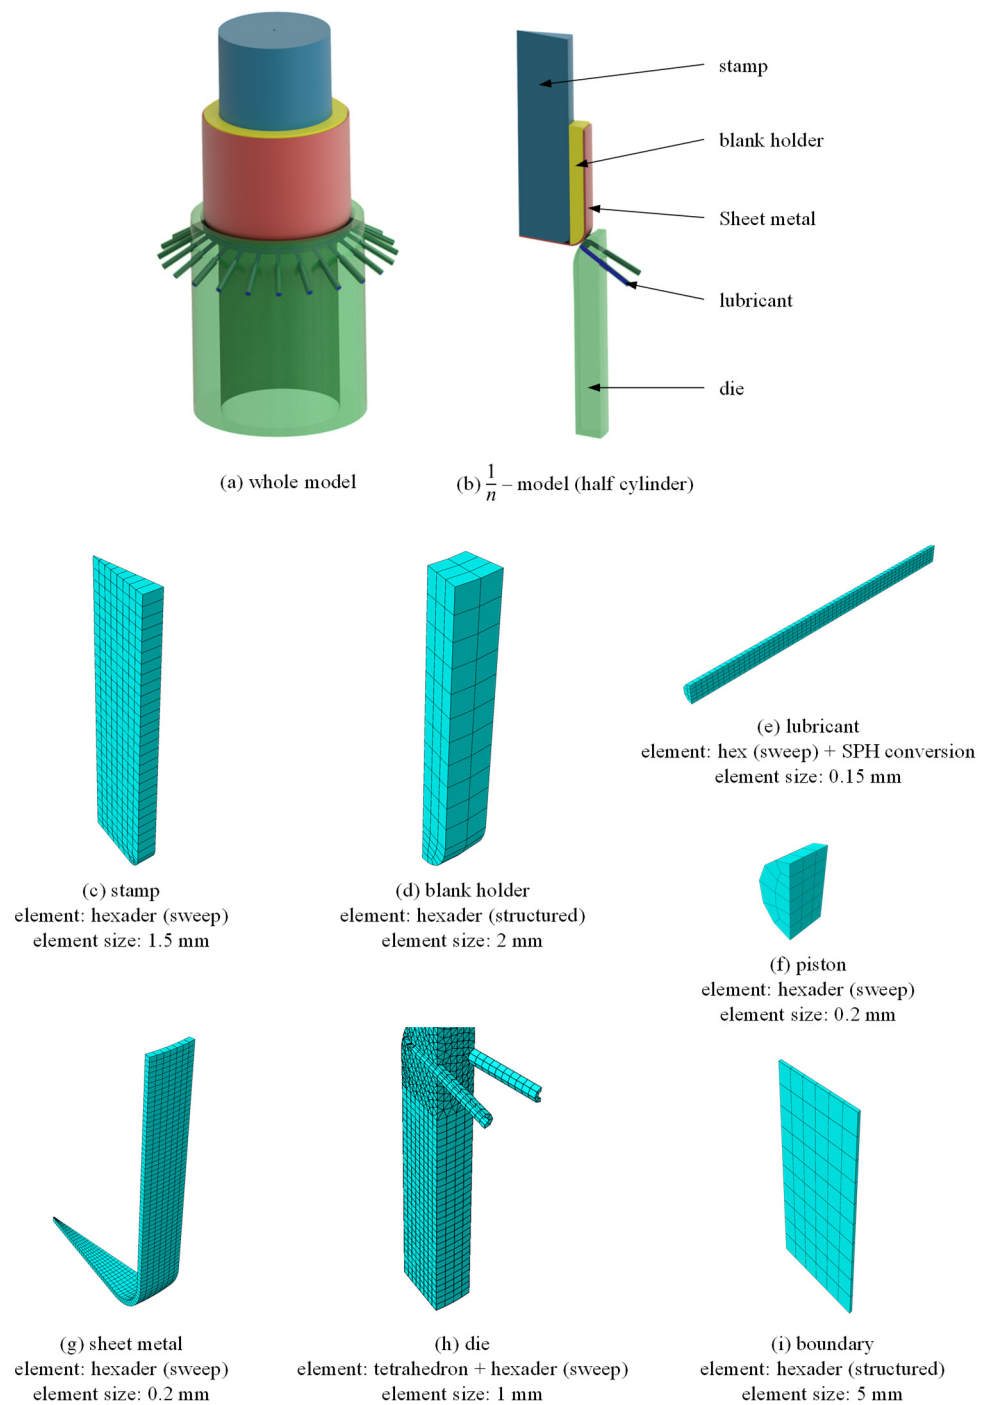 stamp
blank holder
Sheet metal
lubricant
die
(a) whole model
(b) 1/n – model (half cylinder)
(c) stamp
element: hexader (sweep)
element size: 1.5 mm
(d) blank holder
element: hexader (structured)
element size: 2 mm
(e) lubricant
element: hex (sweep) + SPH conversion
element size: 0.15 mm
(f) piston
element: hexader (sweep)
element size: 0.2 mm
(g) sheet metal
element: hexader (sweep)
element size: 0.2 mm
(h) die
element: tetrahedron + hexader (sweep)
element size: 1 mm
(i) boundary
element: hexader (structured)
element size: 5 mm